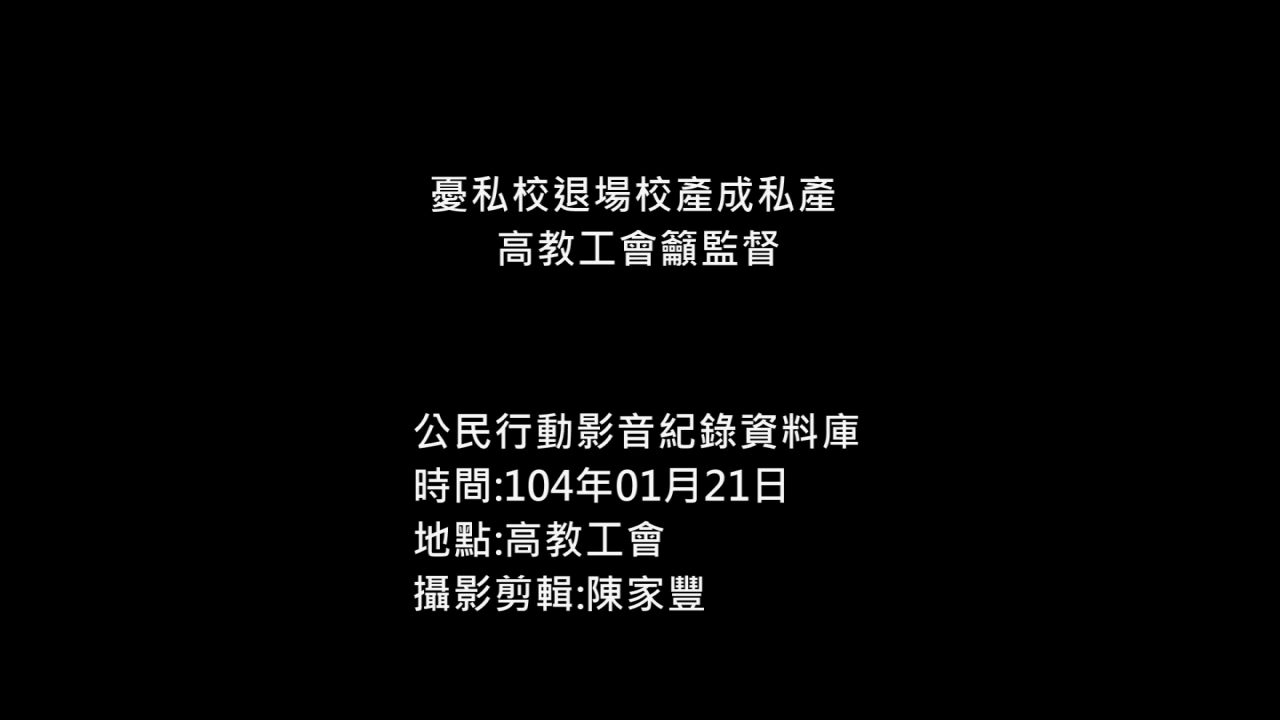 憂私校退場校產成私產
高教工會籲監督
公民行動影音紀錄資料庫
時間:104年01月21日
地點:高教工會
攝影剪輯:陳家豐